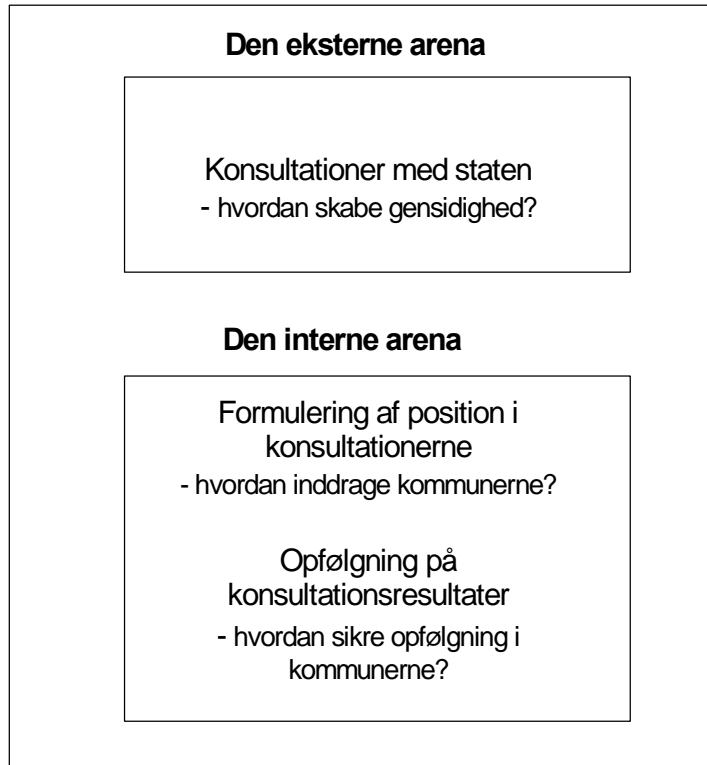 Den eksterne arena
Konsultationer med staten
- hvordan skabe gensidighed?
Den interne arena
Formulering af position i
konsultationerne
- hvordan inddrage kommunerne?
Opfølgning på
konsultationsresultater
- hvordan sikre opfølgning i
kommunerne?